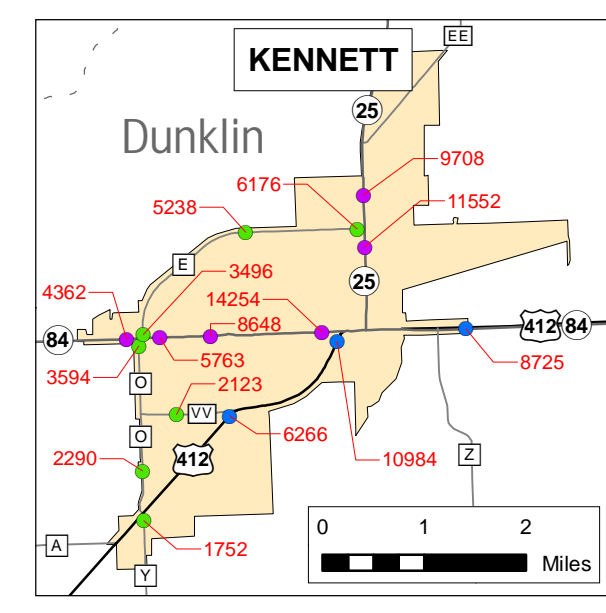 EE
KENNETT
25
Dunklin
9708
6176
11552
5238
E
3496
25
4362
14254
8648
412 84
84
5763
8725
3594
O
2123
VV
O
6266
10984
412
2290
Z
1752
A
Y
0 1 2
Miles